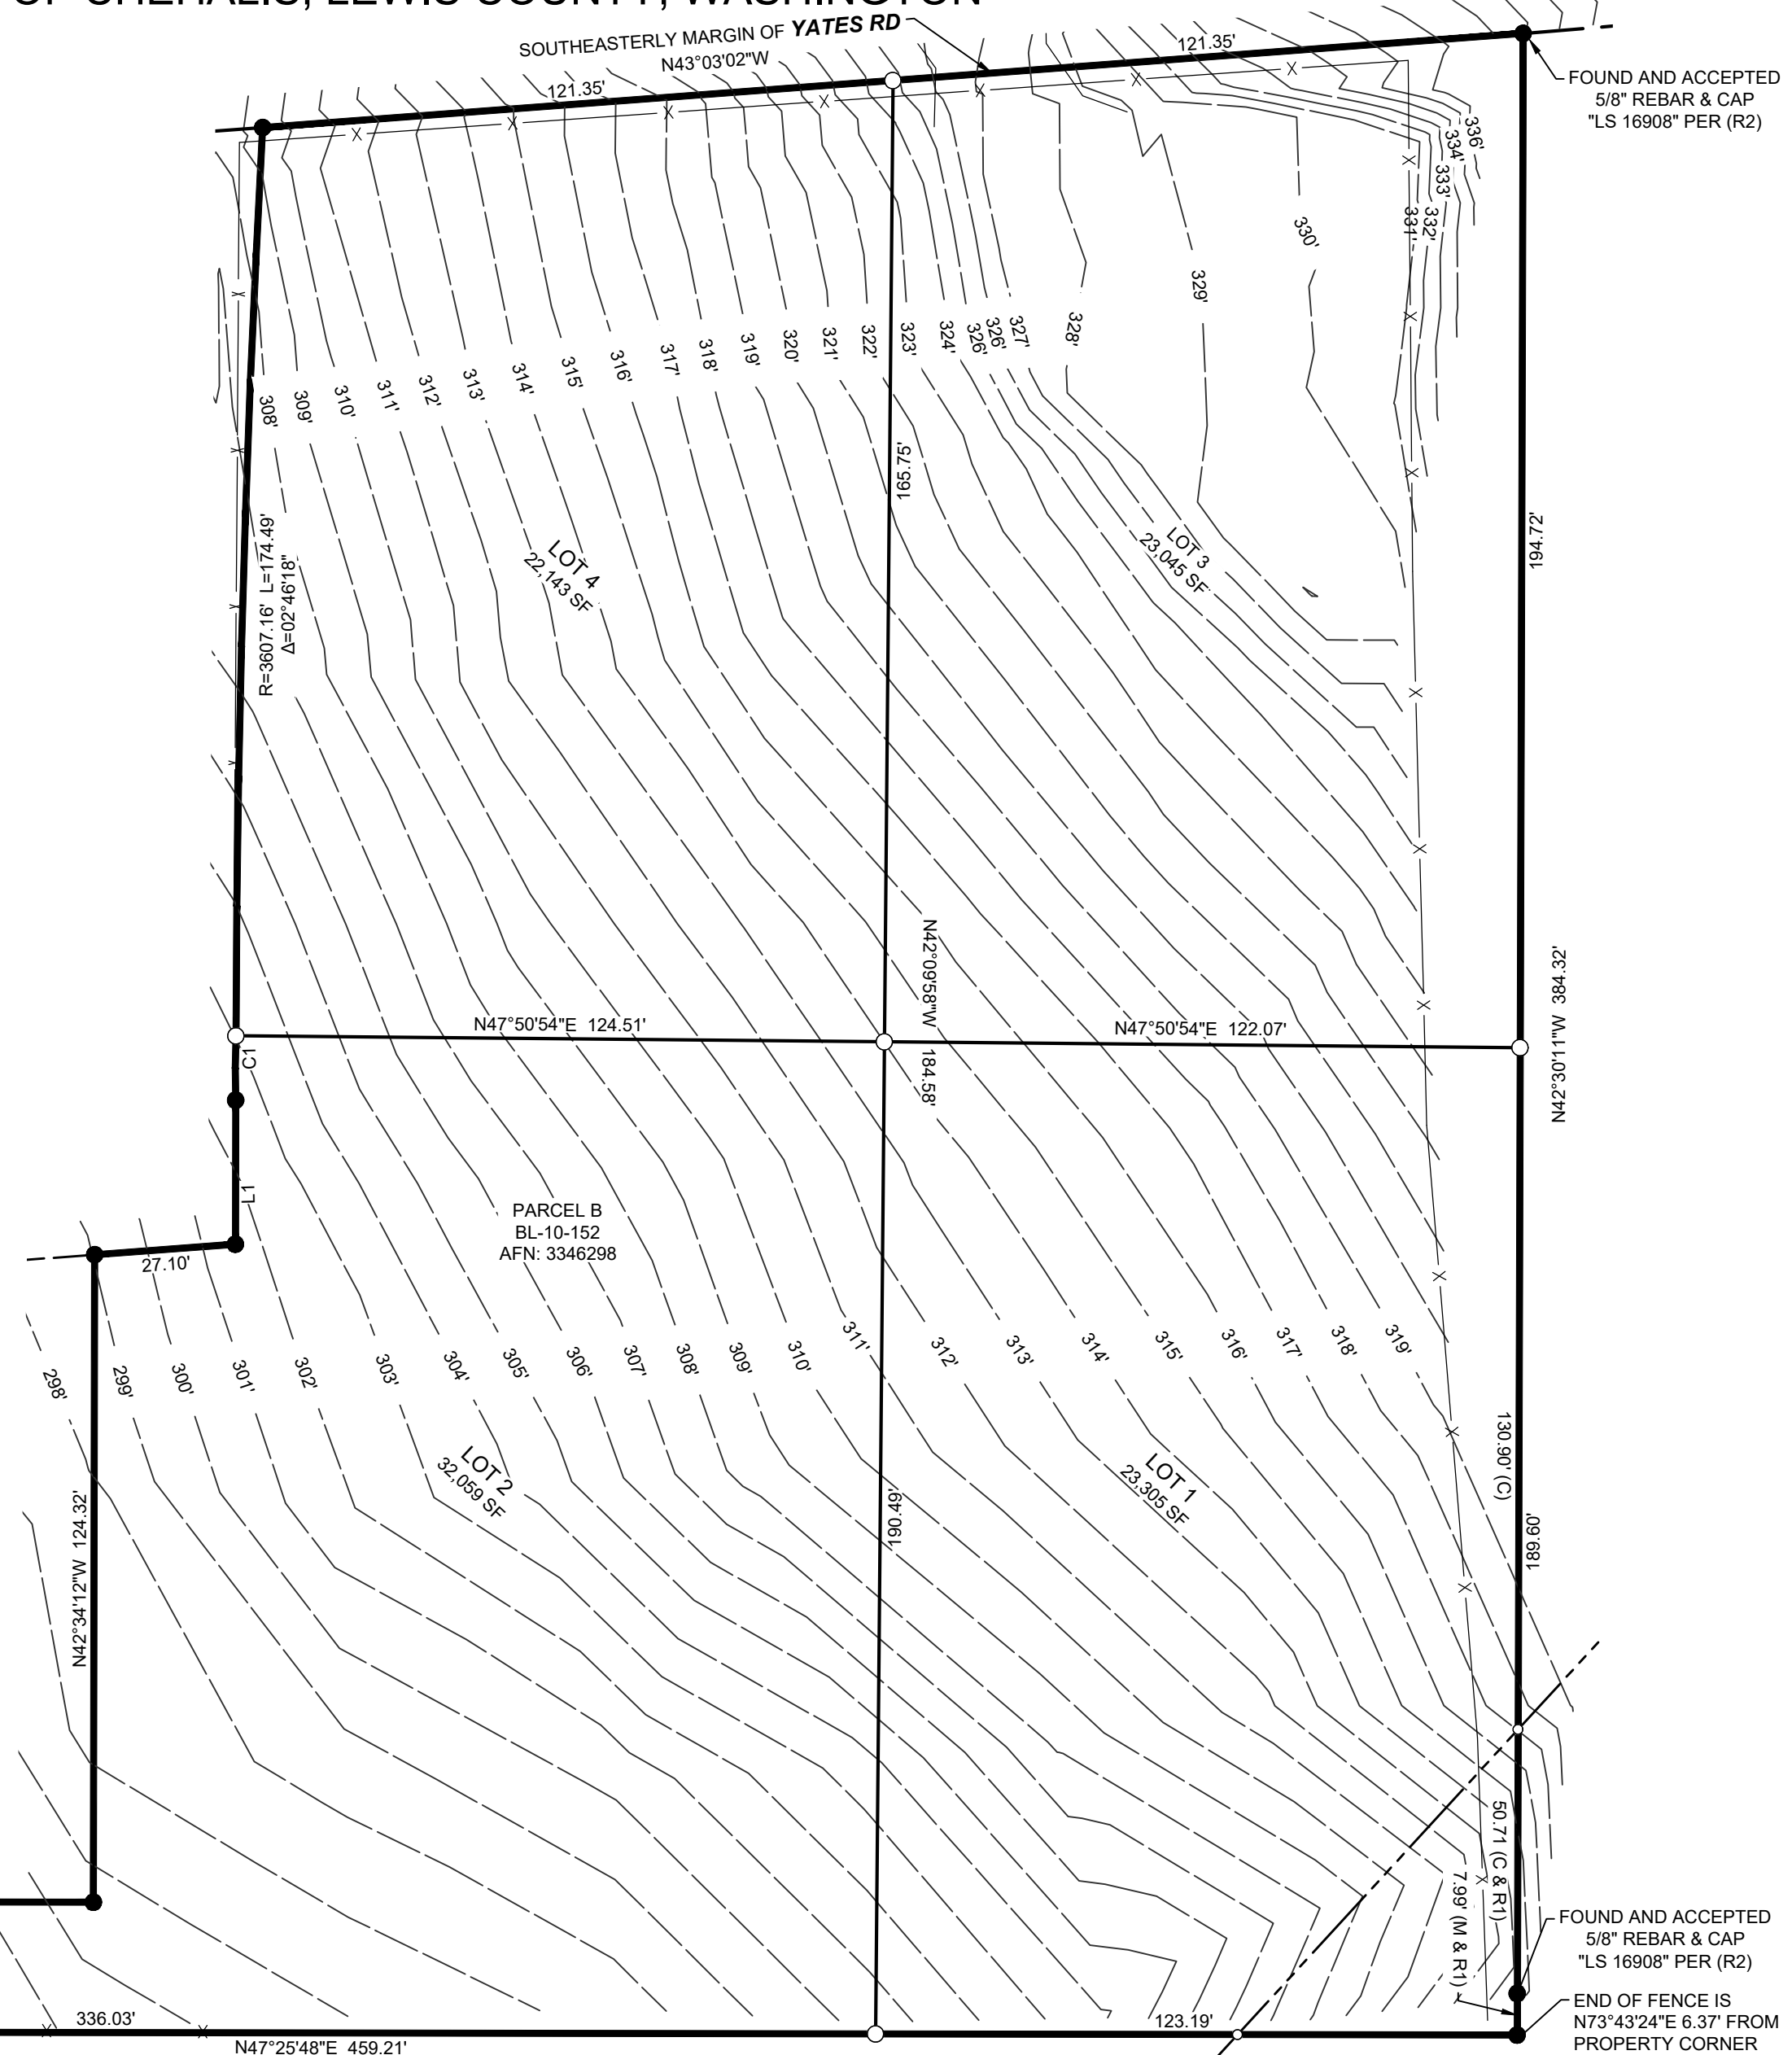 OF CHEHALIS, LEWIS COUNTY, WASHINGTON
SOUTHEASTERLY MARGIN OF YATES RD
N43°03'02"W
121.35'
121.35'
FOUND AND ACCEPTED
5/8" REBAR & CAP
"LS 16908" PER (R2)
336'
334'
333'
332'
331'
330'
329'
328'
327'
326'
326'
324'
323'
322'
321'
320'
319'
318'
317'
316'
315'
314'
313'
312'
311'
310'
309'
308'
165.75'
194.72'
R=3607.16' L=174.49'
Δ=02°46'18"
LOT 4
22,143 SF
LOT 3
23,045 SF
N42°09'58"W 184.58'
N47°50'54"E 124.51'
N47°50'54"E 122.07'
N42°30'11"W 384.32'
C1
L1
PARCEL B
BL-10-152
AFN: 3346298
27.10'
298'
299'
300'
301'
302'
303'
304'
305'
306'
307'
308'
309'
310'
311'
312'
313'
314'
315'
316'
317'
318'
319'
LOT 2
32,059 SF
LOT 1
23,305 SF
130.90' (C)
190.49'
189.60'
N42°34'12"W 124.32'
50.71 (C & R1)
7.99' (M & R1)
FOUND AND ACCEPTED
5/8" REBAR & CAP
"LS 16908" PER (R2)
END OF FENCE IS
N73°43'24"E 6.37' FROM
PROPERTY CORNER
336.03'
123.19'
N47°25'48"E 459.21'